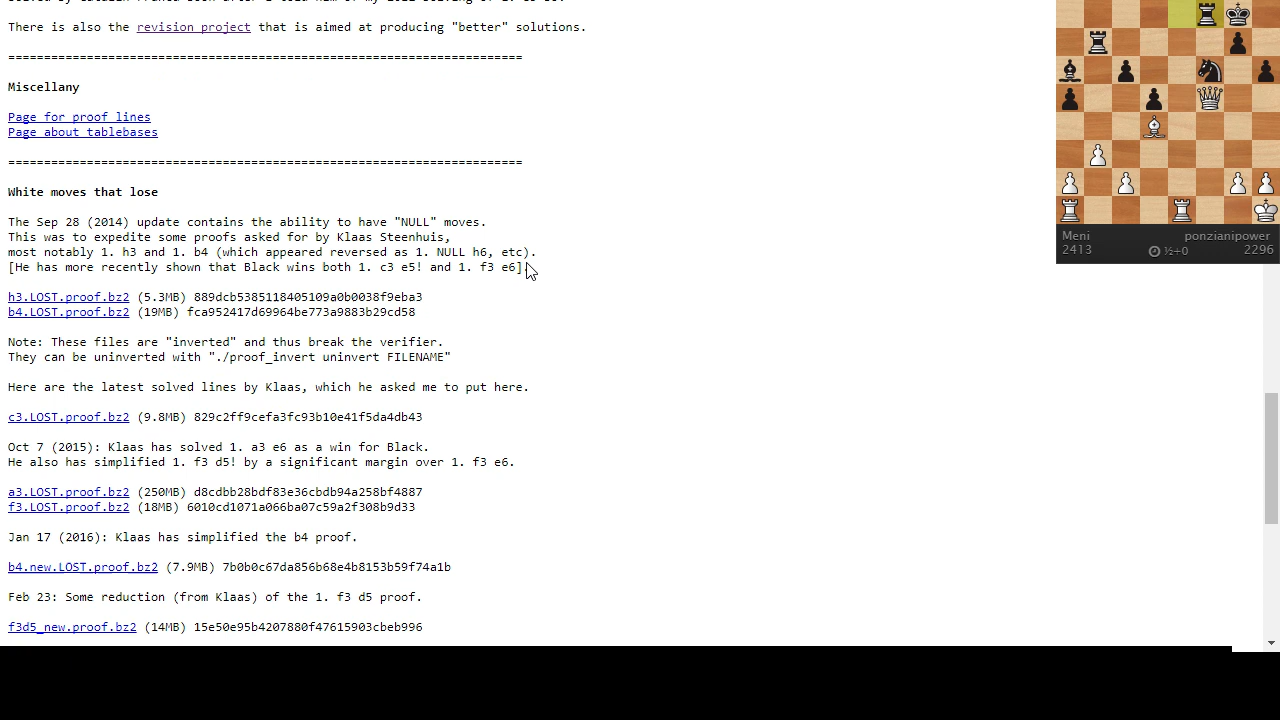 There is also the revision project that is aimed at producing "better" solutions.
========================================================================
Miscellany
Page for proof lines
Page about tablebases
========================================================================
White moves that lose
The Sep 28 (2014) update contains the ability to have "NULL" moves.
This was to expedite some proofs asked for by Klaas Steenhuis,
most notably 1. h3 and 1. b4 (which appeared reversed as 1. NULL h6, etc).
[He has more recently shown that Black wins both 1. c3 e5! and 1. f3 e6].
h3.LOST.proof.bz2 (5.3MB) 889dcb5385118405109a0b0038f9eba3
b4.LOST.proof.bz2 (19MB) fca952417d69964be773a9883b29cd58
Note: These files are "inverted" and thus break the verifier.
They can be uninverted with "./proof_invert uninvert FILENAME"
Here are the latest solved lines by Klaas, which he asked me to put here.
c3.LOST.proof.bz2 (9.8MB) 829c2ff9cefa3fc93b10e41f5da4db43
Oct 7 (2015): Klaas has solved 1. a3 e6 as a win for Black.
He also has simplified 1. f3 d5! by a significant margin over 1. f3 e6.
a3.LOST.proof.bz2 (250MB) d8cdbb28bdf83e36cbdb94a258bf4887
f3.LOST.proof.bz2 (18MB) 6010cd1071a066ba07c59a2f308b9d33
Jan 17 (2016): Klaas has simplified the b4 proof.
b4.new.LOST.proof.bz2 (7.9MB) 7b0b0c67da856b68e4b8153b59f74a1b
Feb 23: Some reduction (from Klaas) of the 1. f3 d5 proof.
f3d5_new.proof.bz2 (14MB) 15e50e95b4207880f47615903cbeb996
Meni ponzianipower
2413 ½+0 2296